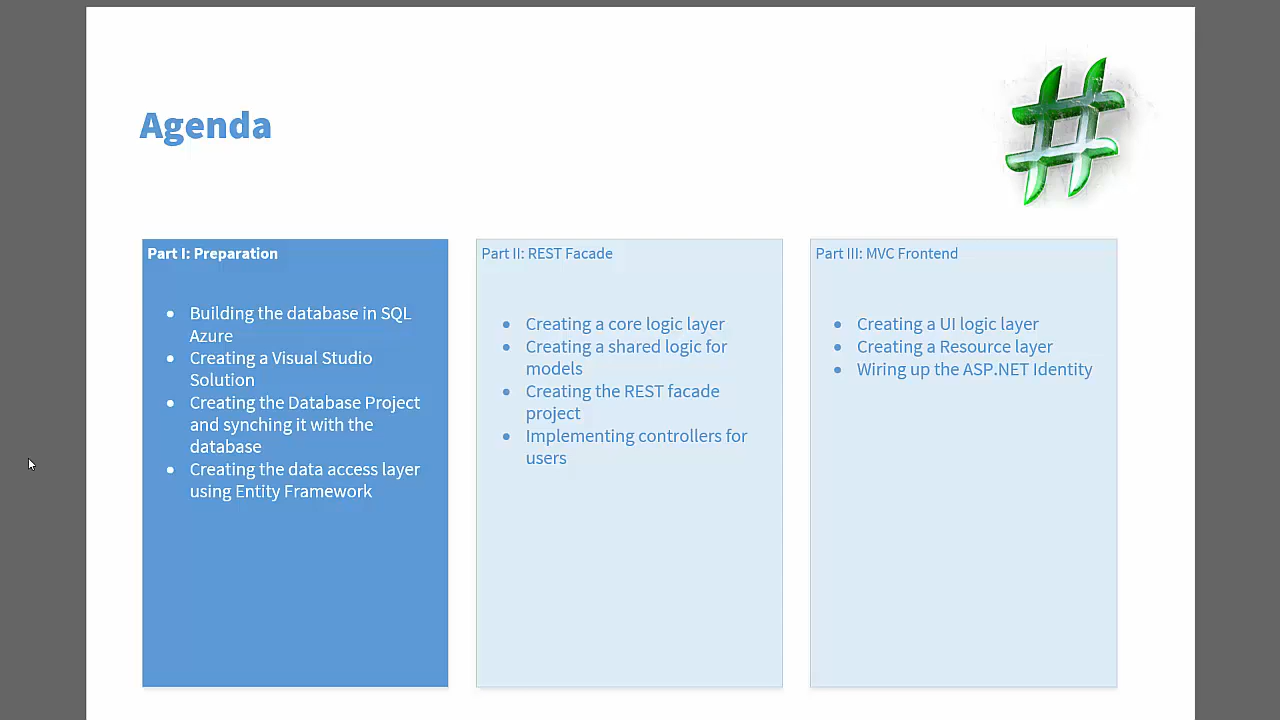 Agenda
Part I: Preparation
Building the database in SQL
Azure
Creating a Visual Studio
Solution
Creating the Database Project
and synching it with the
database
Creating the data access layer
using Entity Framework
Part II: REST Facade
Creating a core logic layer
Creating a shared logic for
models
Creating the REST facade
project
Implementing controllers for
users
Part III: MVC Frontend
Creating a UI logic layer
Creating a Resource layer
Wiring up the ASP.NET Identity